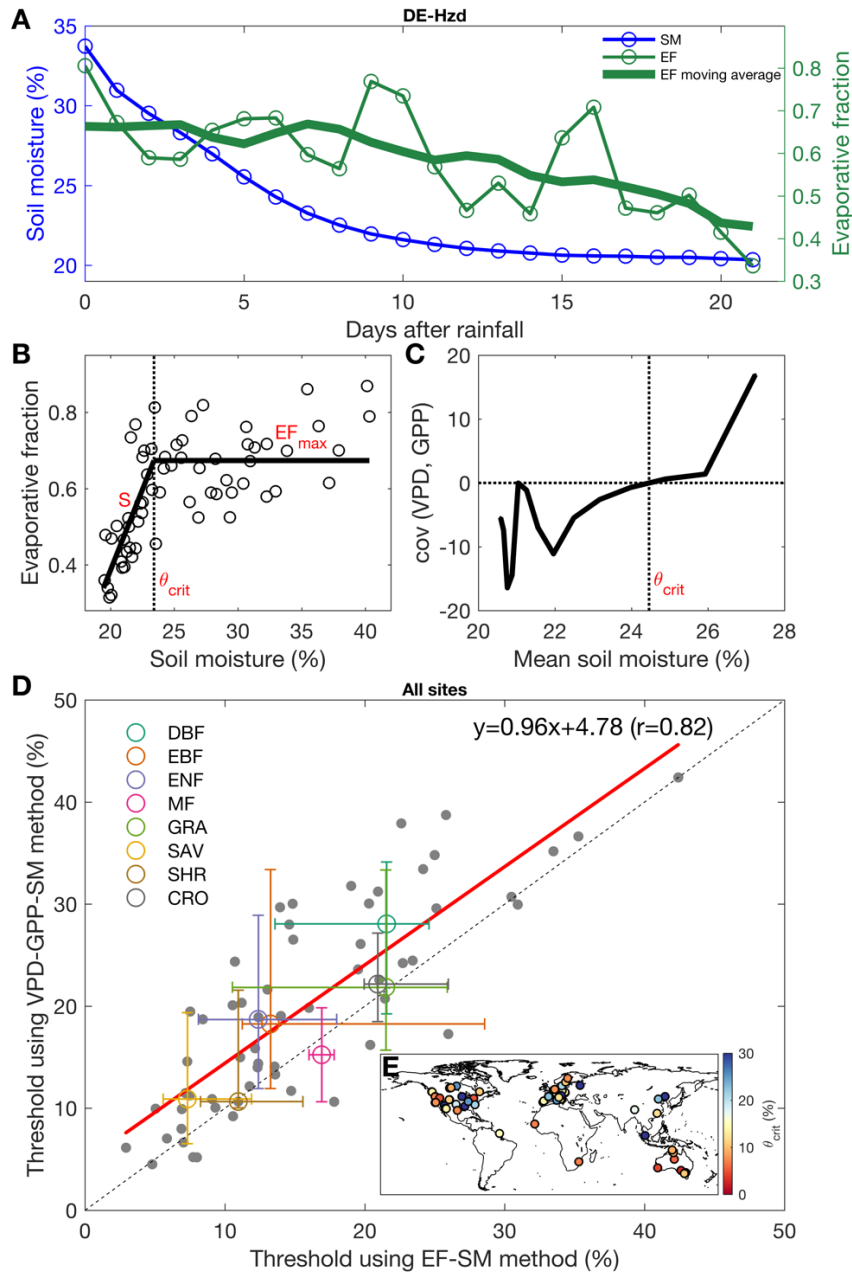 A
DE-Hzd
35
30
25
20
Soil moisture (%)
SM
EF
EF moving average
0.8
0.7
0.6
0.5
0.4
0.3
Evaporative fraction
0 5 10 15 20
Days after rainfall
B
Evaporative fraction
0.8
0.6
0.4
S
EF max
θcrit
20 25 30 35 40
Soil moisture (%)
C
cov (VPD, GPP)
20
10
0
-10
-20
θcrit
20 22 24 26 28
Mean soil moisture (%)
D
All sites
Threshold using VPD-GPP-SM method (%)
50
40
30
20
10
0
y=0.96x+4.78 (r=0.82)
DBF
EBF
ENF
MF
GRA
SAV
SHR
CRO
E
30
20
10
0
θcrit (%)
0 10 20 30 40 50
Threshold using EF-SM method (%)